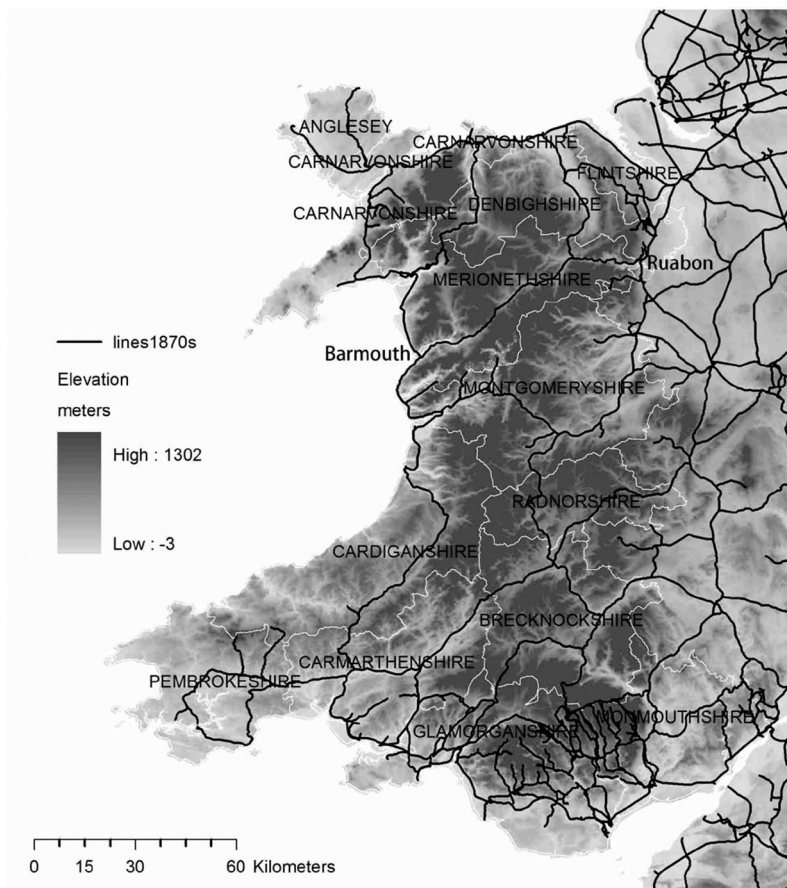 ANGLESEY
CARNARVONSHIRE
CARNARVONSHIRE
FLINTSHIRE
CARNARVONSHIRE
DENBIGHSHIRE
Ruabon
MERIONETHSHIRE
lines1870s
Barmouth
Elevation
MONTGOMERYSHIRE
meters
High : 1302
RADNORSHIRE
Low : -3
CARDIGANSHIRE
BRECKNOCKSHIRE
CARMARTHENSHIRE
PEMBROKESHIRE
MONMOUTHSHIRE
GLAMORGANSHIRE
0 15 30 60 Kilometers